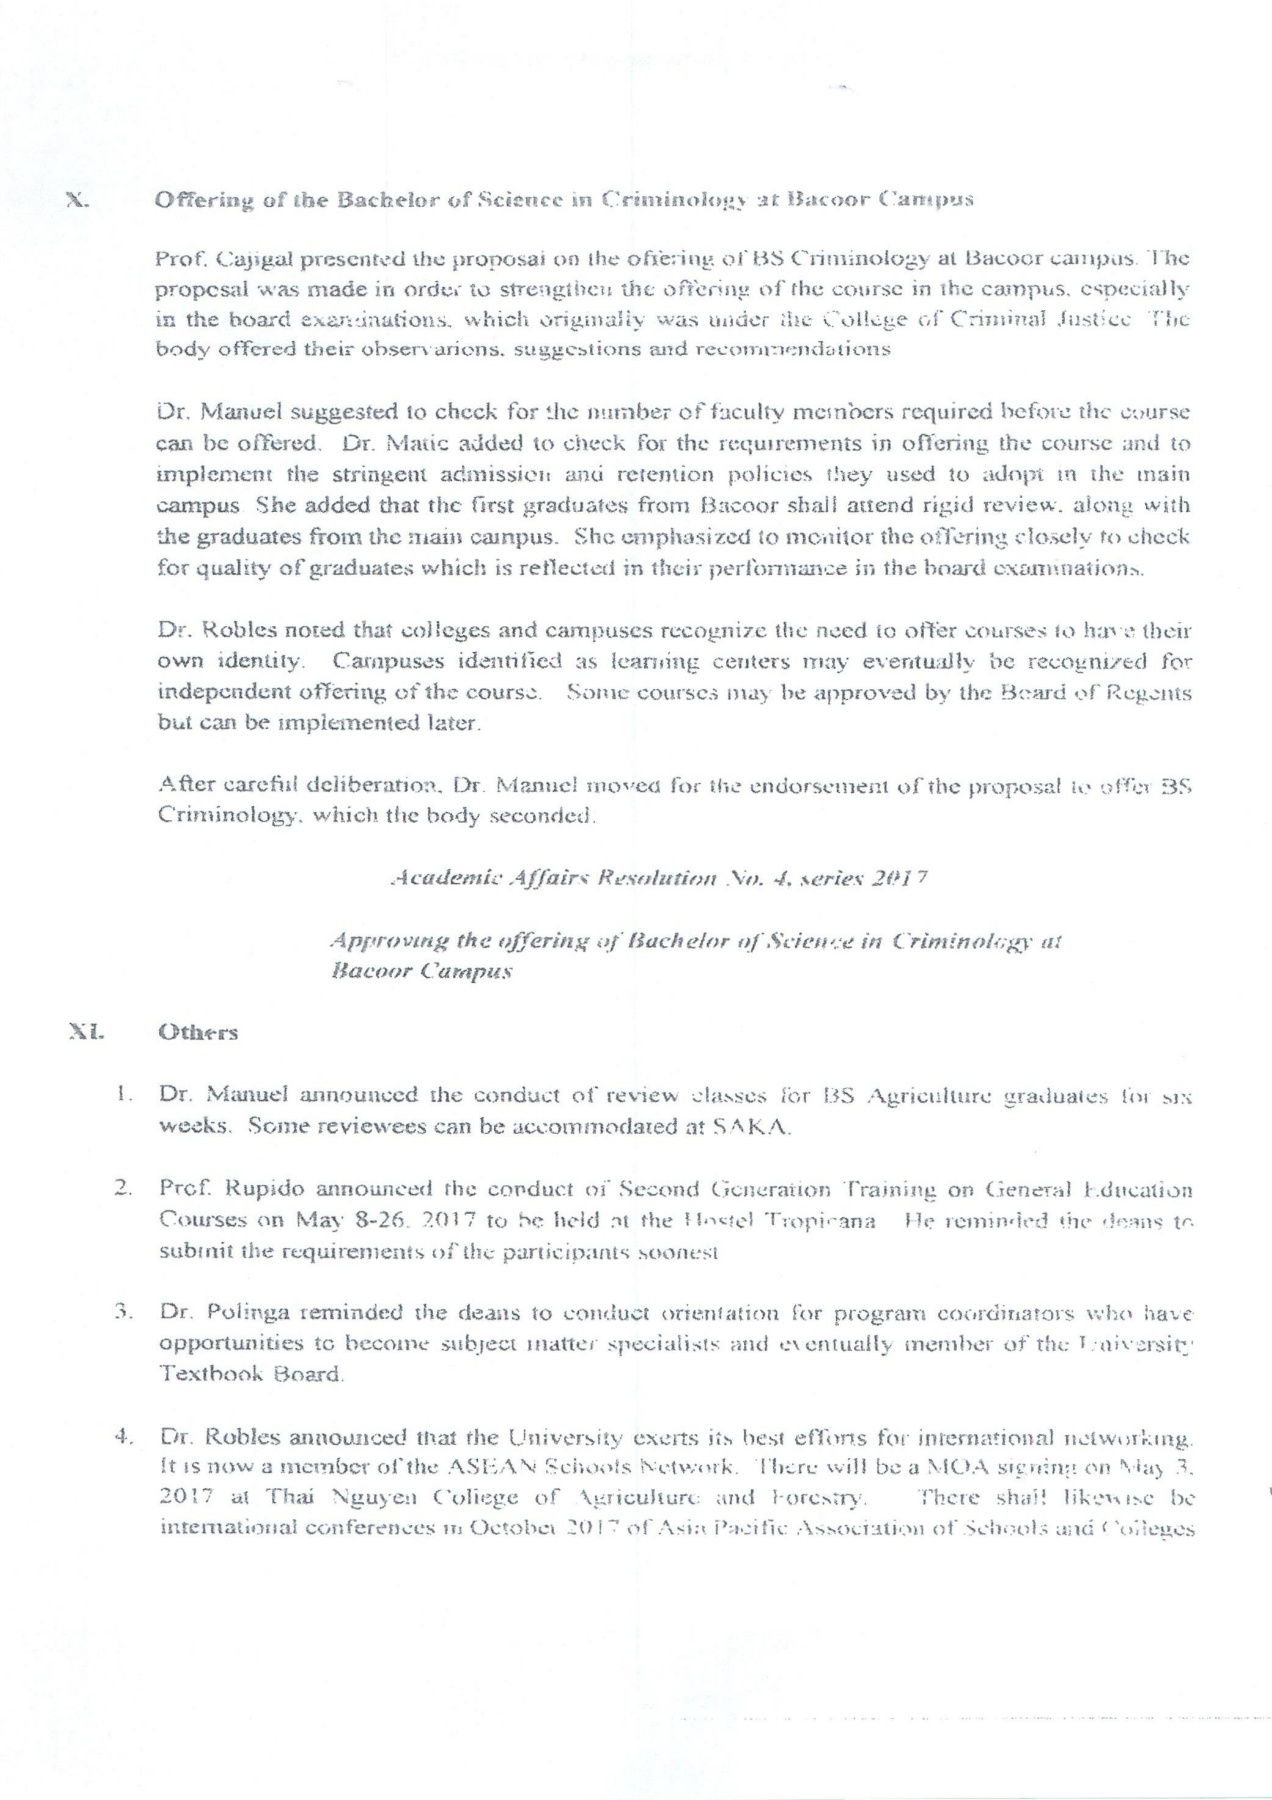 X. Offering of the Bachelor of Science in Criminology at Bacoor Campus
Prof. Cajigal presented the proposal on the offering of BS Criminology at Bacoor campus. The
proposal was made in order to strengthen the offering of the course in the campus, especially
in the board examinations, which originally was under the College of Criminal Justice The
body offered their observations, suggestions and recommendations
Dr. Manuel suggested to check for the number of faculty members required before the course
can be offered. Dr. Matic added to check for the requirements in offering the course and to
implement the stringent admission and retention policies they used to adopt in the main
campus She added that the first graduates from Bacoor shall attend rigid review, along with
the graduates from the main campus. She emphasized to monitor the offering closely to check
for quality of graduates which is reflected in their performance in the board examinations.
Dr. Robles noted that colleges and campuses recognize the need to offer courses to have their
own identity. Campuses identified as learning centers may eventually be recognized for
independent offering of the course. Some courses may be approved by the Board of Regents
but can be implemented later.
After careful deliberation, Dr. Manuel moved for the endorsement of the proposal to offer BS
Criminology, which the body seconded.
Academic Affairs Resolution No. 4, series 2017
Approving the offering of Bachelor of Science in Criminology at
Bacoor Campus
XI. Others
1. Dr. Manuel announced the conduct of review classes for BS Agriculture graduates for six
weeks. Some reviewees can be accommodated at SAKA.
2. Prof. Rupido announced the conduct of Second Generation Training on General Education
Courses on May 8-26, 2017 to be held at the Hostel Tropicana He reminded the deans to
submit the requirements of the participants soonest
3. Dr. Polinga reminded the deans to conduct orientation for program coordinators who have
opportunities to become subject matter specialists and eventually member of the University
Textbook Board.
4. Dr. Robles announced that the University exerts its best efforts for international networking.
It is now a member of the ASEAN Schools Network. There will be a MOA signing on May 3,
2017 at Thai Nguyen College of Agriculture and Forestry. There shall likewise be
international conferences in October 2017 of Asia Pacific Association of Schools and Colleges